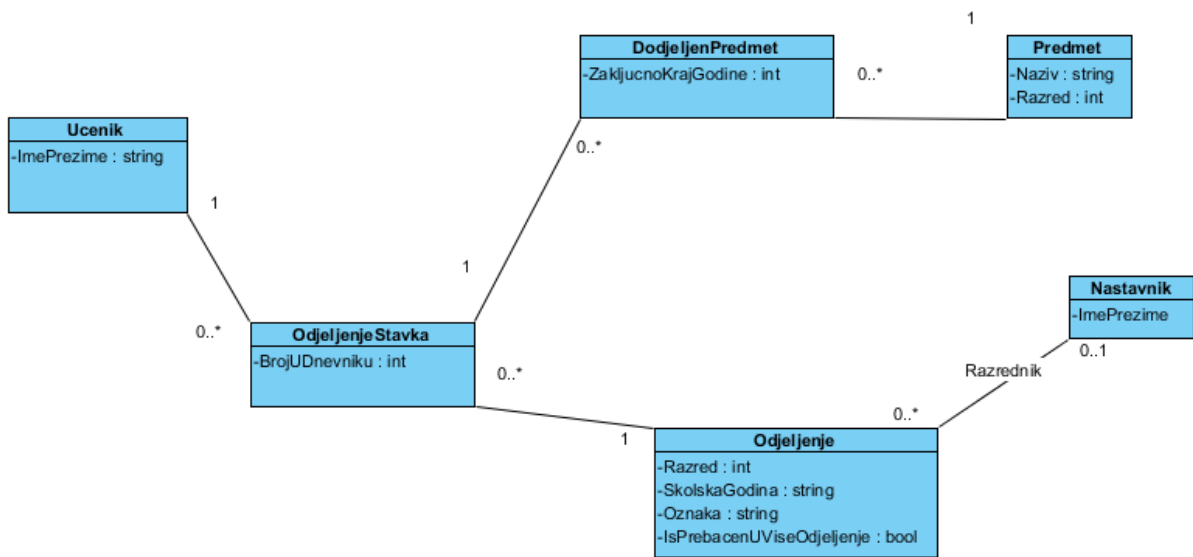 1
DodjeljenPredmet
-ZakljucnoKrajGodine : int
0..*
Predmet
-Naziv : string
-Razred : int
Ucenik
-ImePrezime : string
0..*
1
1
Nastavnik
-ImePrezime
0..*
OdjeljenjeStavka
-BrojUDnevniku : int
0..*
0..1
Razrednik
0..*
1
Odjeljenje
-Razred : int
-SkolskaGodina : string
-Oznaka : string
-IsPrebacenUViseOdjeljenje : bool